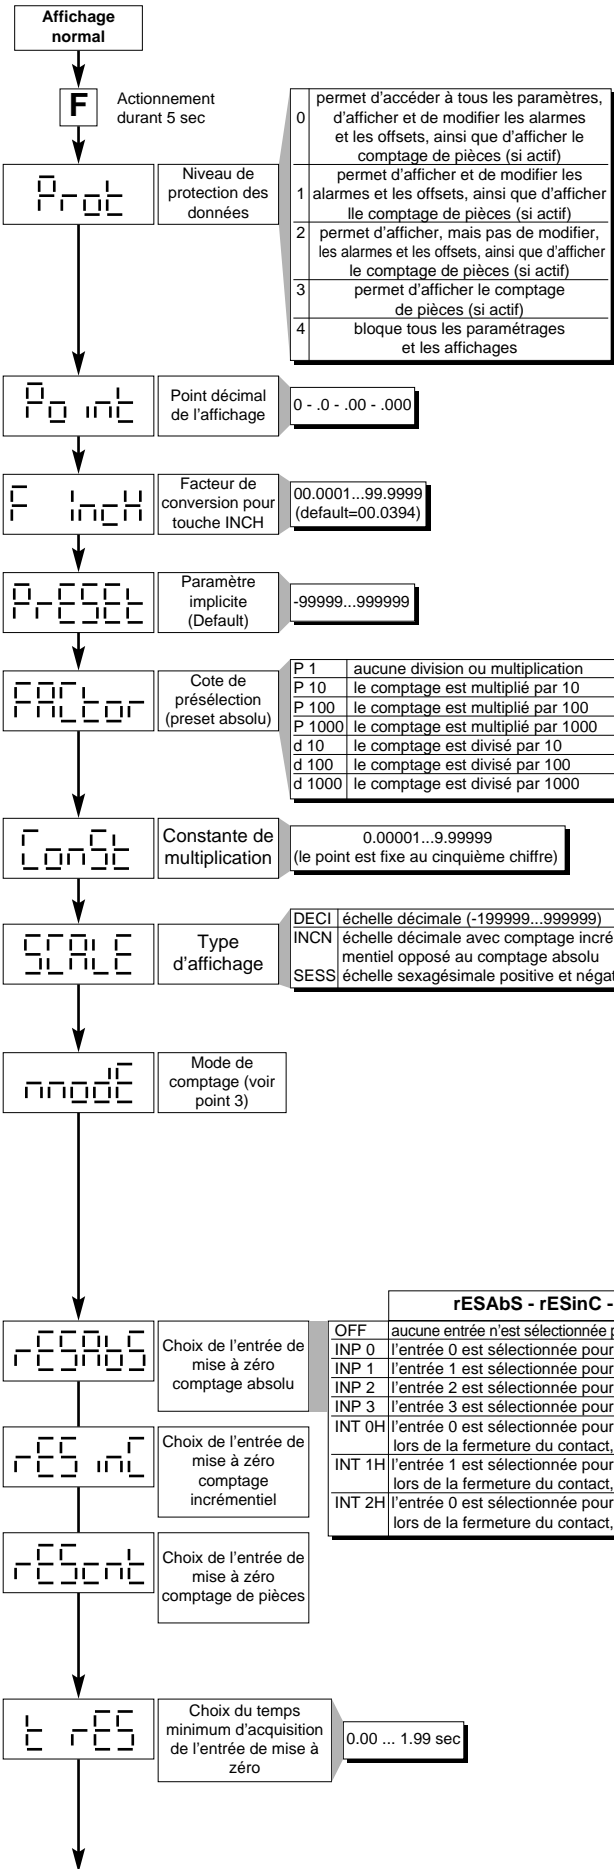 Affichage
normal
F
Actionnement
durant 5 sec
Prot
Niveau de
protection des
données
0
permet d'accéder à tous les paramètres,
d'afficher et de modifier les alarmes
et les offsets, ainsi que d'afficher le
comptage de pièces (si actif)
1
permet d'afficher et de modifier les
alarmes et les offsets, ainsi que d'afficher
lle comptage de pièces (si actif)
2
permet d'afficher, mais pas de modifier,
les alarmes et les offsets, ainsi que d'afficher
le comptage de pièces (si actif)
3
permet d'afficher le comptage
de pièces (si actif)
4
bloque tous les paramétrages
et les affichages
Po int
Point décimal
de l'affichage
0 - .0 - .00 - .000
F IncH
Facteur de
conversion pour
touche INCH
00.0001...99.9999
(default=00.0394)
PrESEt
Paramètre
implicite
(Default)
-99999...999999
FACtor
Cote de
présélection
(preset absolu)
P 1 aucune division ou multiplication
P 10 le comptage est multiplié par 10
P 100 le comptage est multiplié par 100
P 1000 le comptage est multiplié par 1000
d 10 le comptage est divisé par 10
d 100 le comptage est divisé par 100
d 1000 le comptage est divisé par 1000
ConSt
Constante de
multiplication
0.00001...9.99999
(le point est fixe au cinquième chiffre)
SCALE
Type
d'affichage
DECI échelle décimale (-199999...999999)
INCN échelle décimale avec comptage incré
mentiel opposé au comptage absolu
SESS échelle sexagésimale positive et négat
nnodE
Mode de
comptage (voir
point 3)
rESAbS - rESinC -
rESAbS
Choix de l'entrée de
mise à zéro
comptage absolu
OFF aucune entrée n'est sélectionnée p
INP 0 l'entrée 0 est sélectionnée pour
INP 1 l'entrée 1 est sélectionnée pour
INP 2 l'entrée 2 est sélectionnée pour
INP 3 l'entrée 3 est sélectionnée pour
INT 0H l'entrée 0 est sélectionnée pour
lors de la fermeture du contact,
INT 1H l'entrée 1 est sélectionnée pour
lors de la fermeture du contact,
INT 2H l'entrée 0 est sélectionnée pour
lors de la fermeture du contact,
rES inC
Choix de l'entrée de
mise à zéro
comptage
incrémentiel
rEScnt
Choix de l'entrée de
mise à zéro
comptage de pièces
t rES
Choix du temps
minimum d'acquisition
de l'entrée de mise à
zéro
0.00 ... 1.99 sec